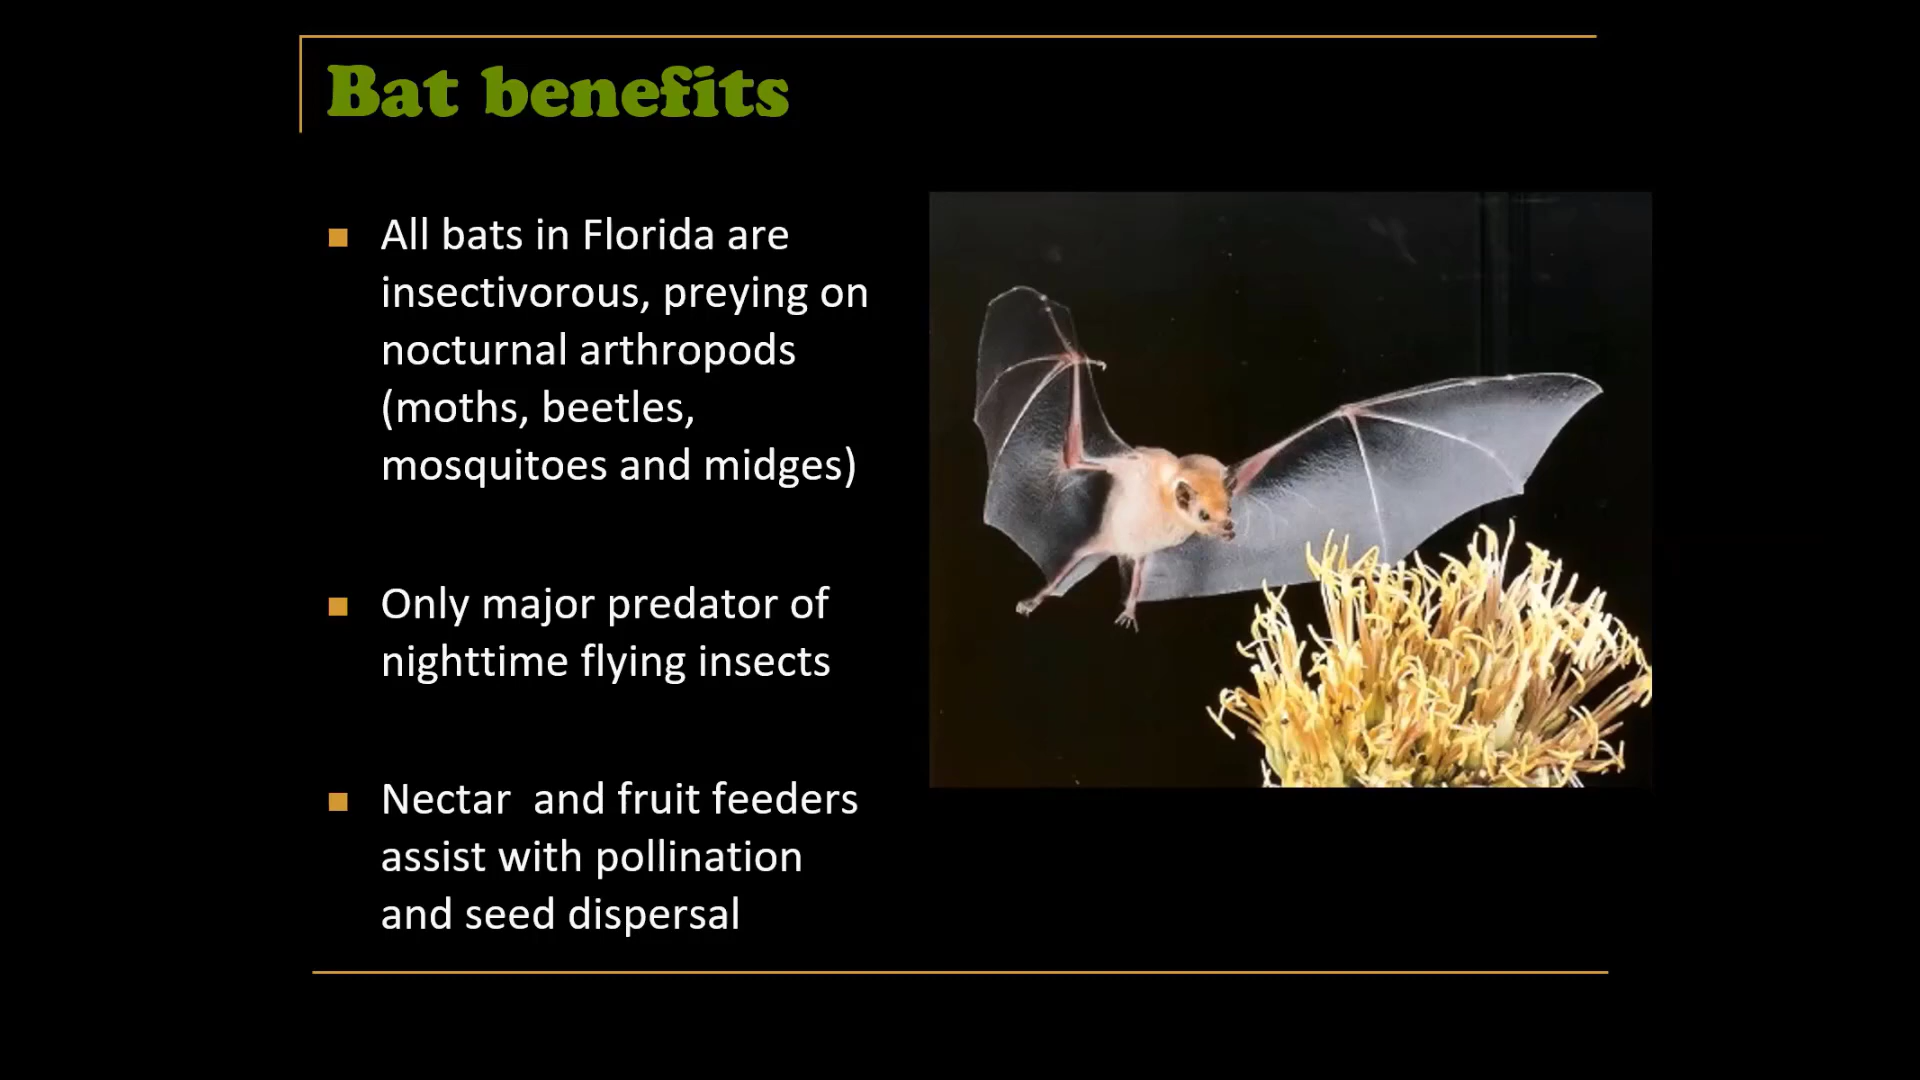 Bat benefits
All bats in Florida are
insectivorous, preying on
nocturnal arthropods
(moths, beetles,
mosquitoes and midges)
Only major predator of
nighttime flying insects
Nectar  and fruit feeders
assist with pollination
and seed dispersal